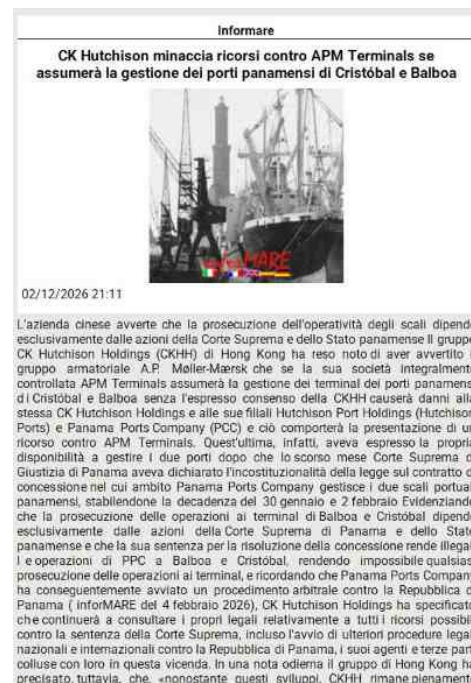 Informare
CK Hutchison minaccia ricorsi contro APM Terminals se
assumerà la gestione dei porti panamensi di Cristóbal e Balboa
inforMARE
02/12/2026 21:11
L'azienda cinese avverte che la prosecuzione dell'operatività degli scali dipende
esclusivamente dalle azioni della Corte Suprema e dello Stato panamense Il gruppo
CK Hutchison Holdings (CKHH) di Hong Kong ha reso noto di aver avvertito
gruppo armatoriale A.P. Møller-Mærsk che se la sua società integralmente
controllata APM Terminals assumerà la gestione dei terminal dei porti panamensi
di Cristóbal e Balboa senza l'espresso consenso della CKHH causerà danni alla
stessa CK Hutchison Holdings e alle sue filiali Hutchison Port Holdings (Hutchison
Ports) e Panama Ports Company (PCC) e ciò comporterà la presentazione di un
ricorso contro APM Terminals. Quest'ultima, infatti, aveva espresso la propria
disponibilità a gestire i due porti dopo che lo scorso mese Corte Suprema di
Giustizia di Panama aveva dichiarato l'incostituzionalità della legge sul contratto di
concessione nel cui ambito Panama Ports Company gestisce i due scali portuali
panamensi, stabilendone la decadenza del 30 gennaio e 2 febbraio Evidenziando
che la prosecuzione delle operazioni ai terminal di Balboa e Cristóbal dipende
esclusivamente dalle azioni della Corte Suprema di Panama e dello Stato
panamense e che la sua sentenza per la risoluzione della concessione rende illegali
l e operazioni di PPC a Balboa e Cristóbal, rendendo impossibile qualsiasi
prosecuzione delle operazioni ai terminal, e ricordando che Panama Ports Company
ha conseguentemente avviato un procedimento arbitrale contro la Repubblica di
Panama ( inforMARE del 4 febbraio 2026), CK Hutchison Holdings ha specificato
che continuerà a consultare i propri legali relativamente a tutti i ricorsi possibili
contro la sentenza della Corte Suprema, incluso l'avvio di ulteriori procedure legali
nazionali e internazionali contro la Repubblica di Panama, i suoi agenti e terze parti
colluse con loro in questa vicenda. In una nota odierna il gruppo di Hong Kong ha
precisato, tuttavia, che, «nonostante questi sviluppi, CKHH rimane pienamente